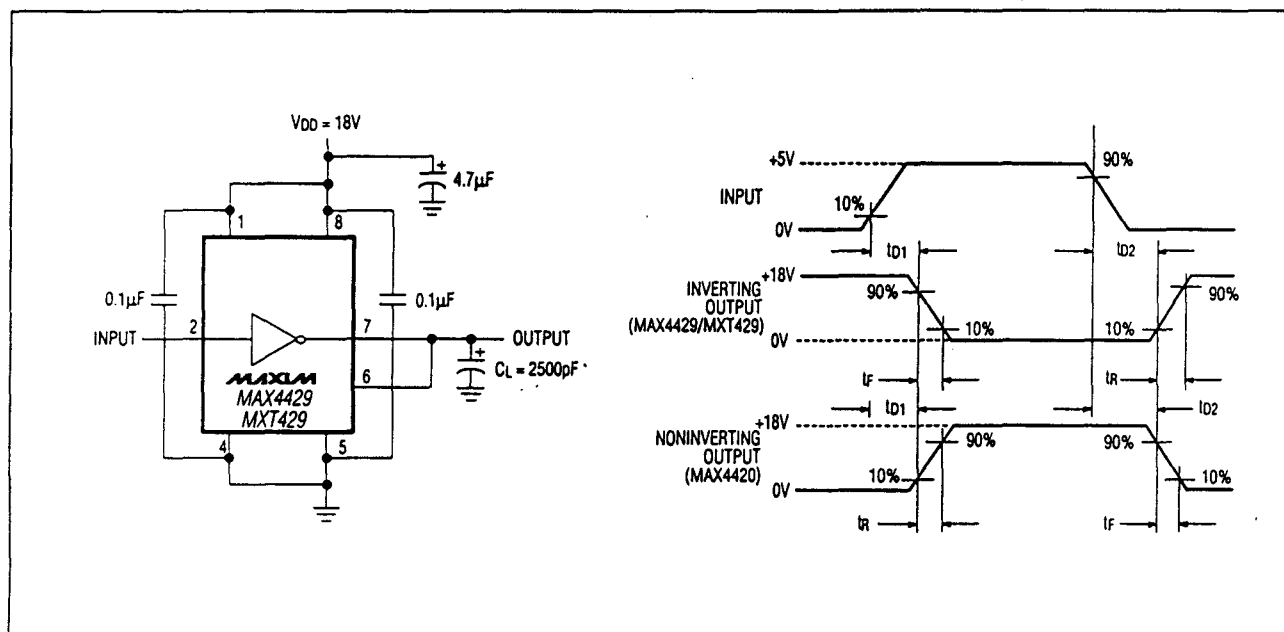 VDD = 18V
+
4.7µF
1
8
0.1µF
0.1µF
INPUT
2
7
OUTPUT
+
CL = 2500pF
6
MAXIM
MAX4429
MXT429
4
5
+5V
90%
INPUT
10%
0V
tD1
tD2
+18V
INVERTING
OUTPUT
(MAX4429/MXT429)
90%
90%
10%
10%
0V
tF
tR
tD1
tD2
+18V
NONINVERTING
OUTPUT
(MAX4420)
90%
90%
10%
10%
0V
tR
tF